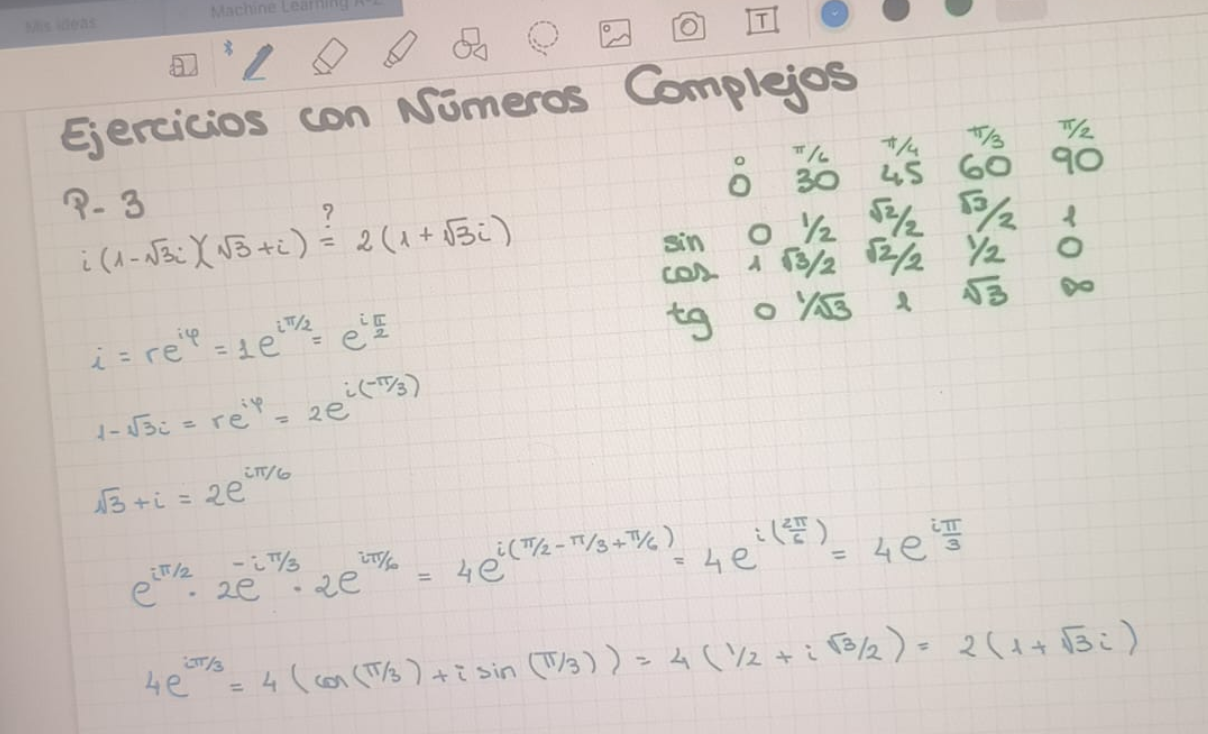 Mis ideas
Machine Learning A-Z
T
Ejercicios con Números Complejos
P-3
i(1-√3i)(√3+i) =? 2(1+√3i)
π/6 π/4 π/3 π/2
0° 30 45 60 90
sin 0 1/2 √2/2 √3/2 1
cos 1 √3/2 √2/2 1/2 0
tg 0 1/√3 1 √3 ∞
i = re^{iφ} = 1e^{iπ/2} = e^{iπ/2}
1-√3i = re^{iφ} = 2e^{i(-π/3)}
√3+i = 2e^{iπ/6}
e^{iπ/2} · 2e^{-iπ/3} · 2e^{iπ/6} = 4e^{i(π/2-π/3+π/6)} = 4e^{i(2π/6)} = 4e^{iπ/3}
4e^{iπ/3} = 4(cos(π/3)+i sin(π/3)) = 4(1/2+i√3/2) = 2(1+√3i)